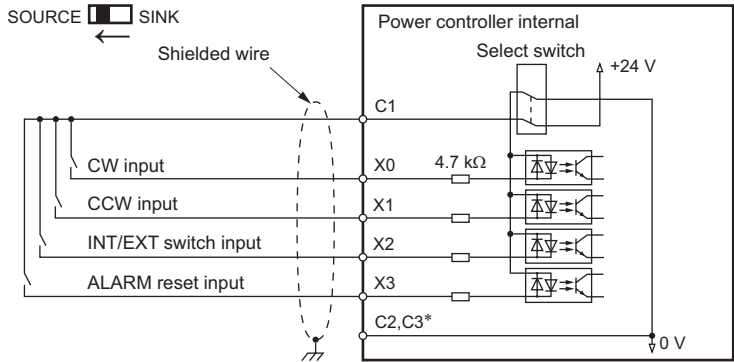 SOURCE SINK
Power controller internal
Select switch
Shielded wire
+24 V
C1
CW input
X0
4.7 kΩ
CCW input
X1
INT/EXT switch input
X2
ALARM reset input
X3
C2,C3*
0 V